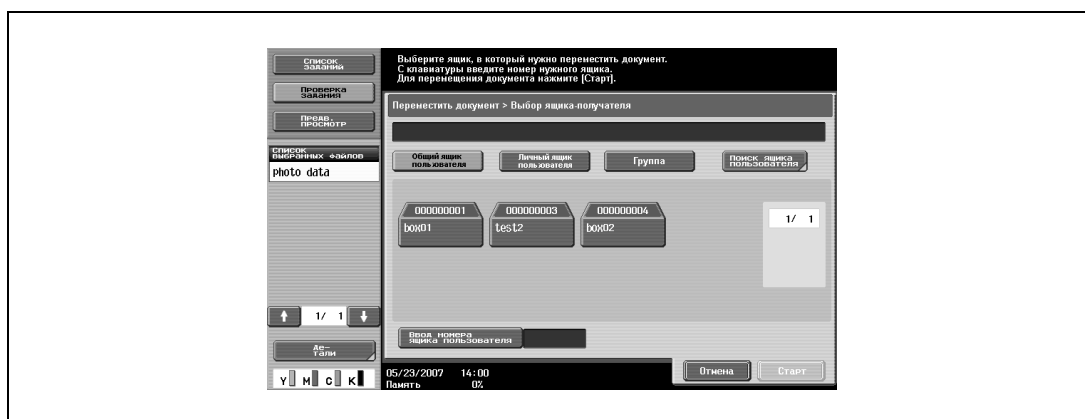 Список
заданий
Проверка
задания
Предв.
просмотр
Список
выбранных файлов
photo data
1/ 1
Де-
тали
Y M C K
Выберите ящик, в который нужно переместить документ.
С клавиатуры введите номер нужного ящика.
Для перемещения документа нажмите [Старт].
Переместить документ > Выбор ящика-получателя
Общий ящик
пользователя
Личный ящик
пользователя
Группа
Поиск ящика
пользователя
000000001
box01
000000003
test2
000000004
box02
1/ 1
Ввод номера
ящика пользователя
05/23/2007 14:00
Память 0%
Отмена
Старт